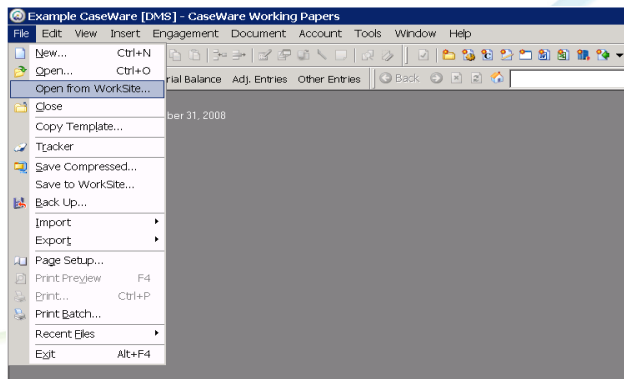 Example CaseWare [DMS] - CaseWare Working Papers
File Edit View Insert Engagement Document Account Tools Window Help
New... Ctrl+N
Open... Ctrl+O
rial Balance Adj. Entries Other Entries Back
Open from WorkSite...
Close
ber 31, 2008
Copy Template...
Tracker
Save Compressed...
Save to WorkSite...
Back Up...
Import
Export
Page Setup...
Print Preview F4
Print... Ctrl+P
Print Batch...
Recent Files
Exit Alt+F4